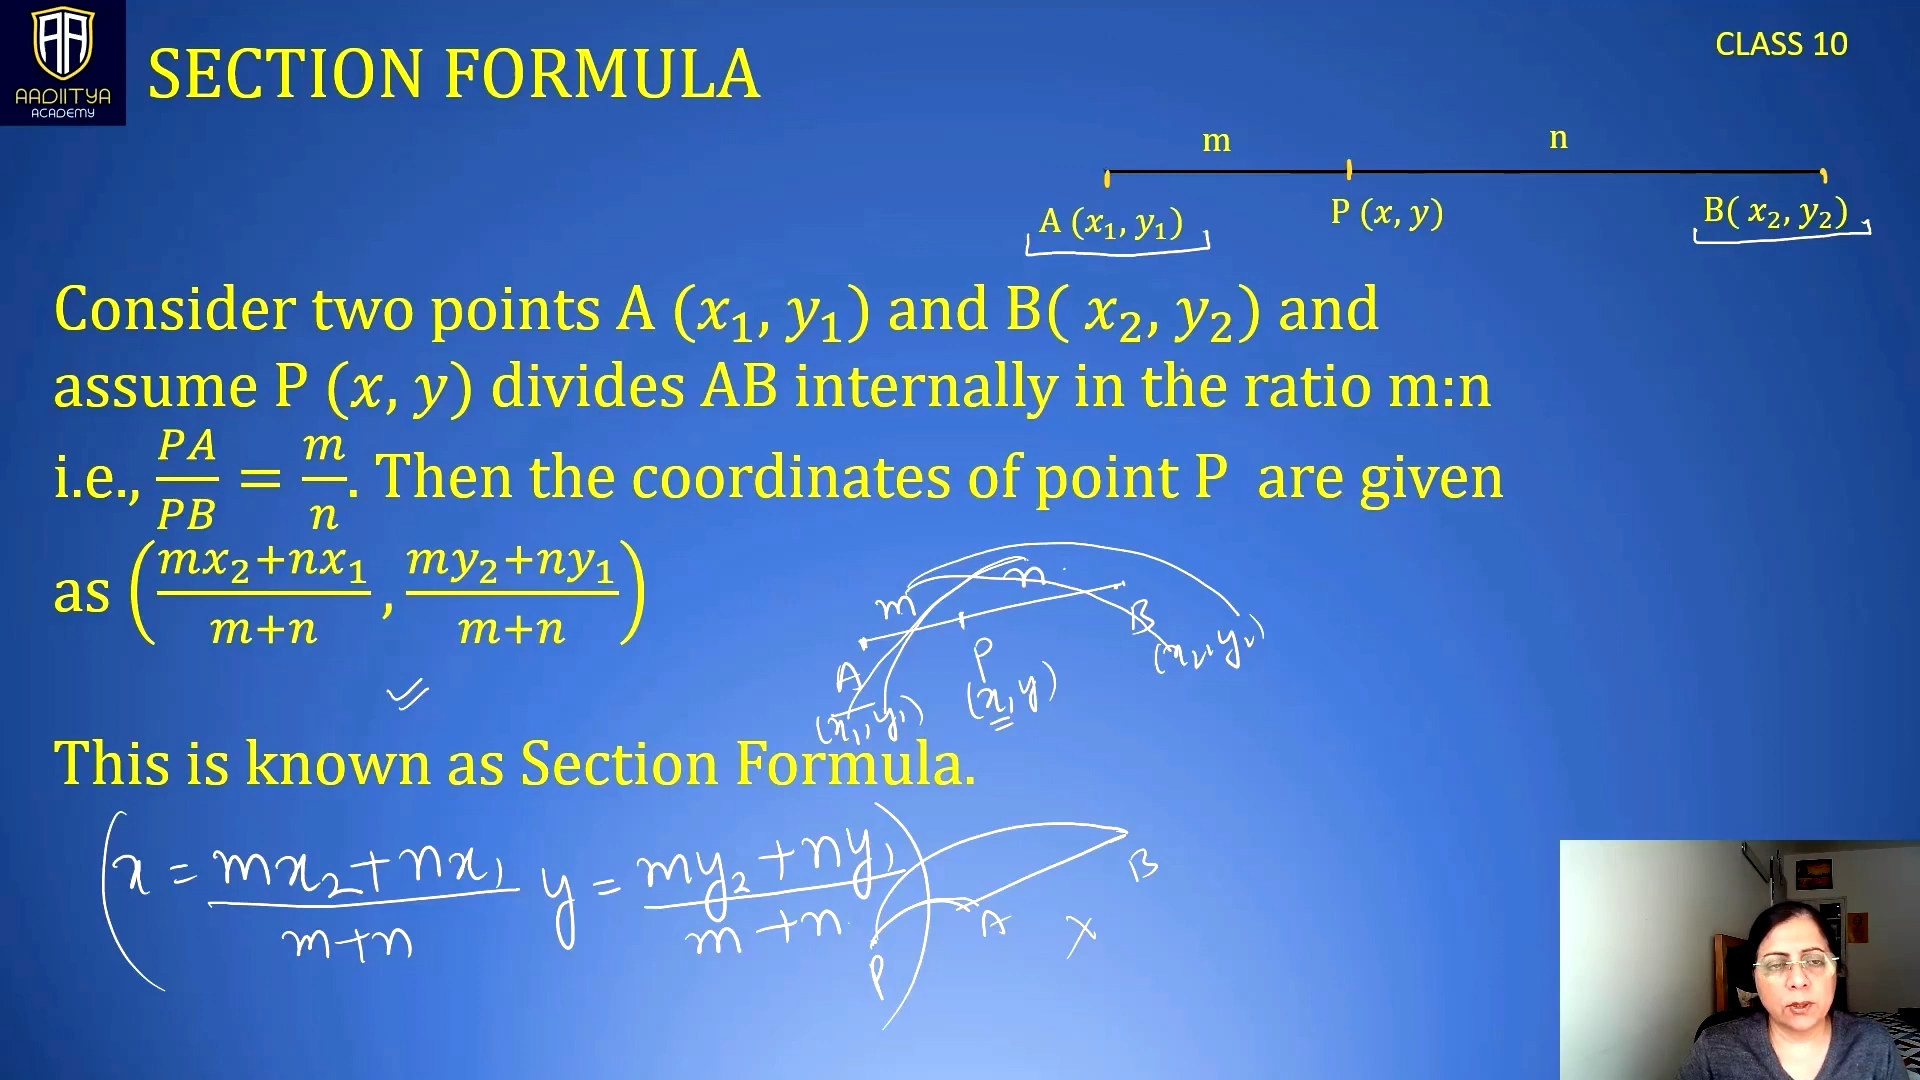 AADIITYA
ACADEMY
SECTION FORMULA
CLASS 10
m n
A (x₁, y₁) P (x, y) B( x₂, y₂)
Consider two points A (x₁, y₁) and B( x₂, y₂) and
assume P (x, y) divides AB internally in the ratio m:n
i.e., PA/PB = m/n. Then the coordinates of point P are given
as ((mx₂+nx₁)/(m+n), (my₂+ny₁)/(m+n))
m n
A P B
(x₁, y₁) (x, y) (x₂, y₂)
This is known as Section Formula.
(x = (mx₂+nx₁)/(m+n) y = (my₂+ny₁)/(m+n))
P A B X